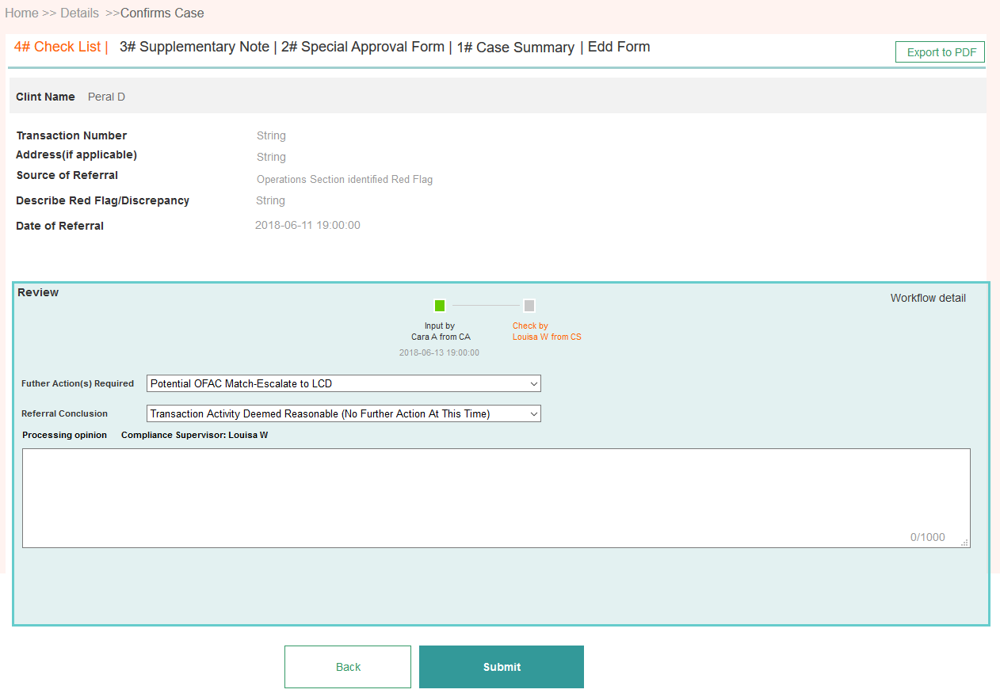 Home >> Details >>Confirms Case
4# Check List | 3# Supplementary Note | 2# Special Approval Form | 1# Case Summary | Edd Form
Export to PDF
Clint Name Peral D
Transaction Number String
Address(if applicable) String
Source of Referral Operations Section identified Red Flag
Describe Red Flag/Discrepancy String
Date of Referral 2018-06-11 19:00:00
Review
Workflow detail
Input by
Cara A from CA
2018-06-13 19:00:00
Check by
Louisa W from CS
Futher Action(s) Required Potential OFAC Match-Escalate to LCD
Referral Conclusion Transaction Activity Deemed Reasonable (No Further Action At This Time)
Processing opinion Compliance Supervisor: Louisa W
0/1000
Back Submit